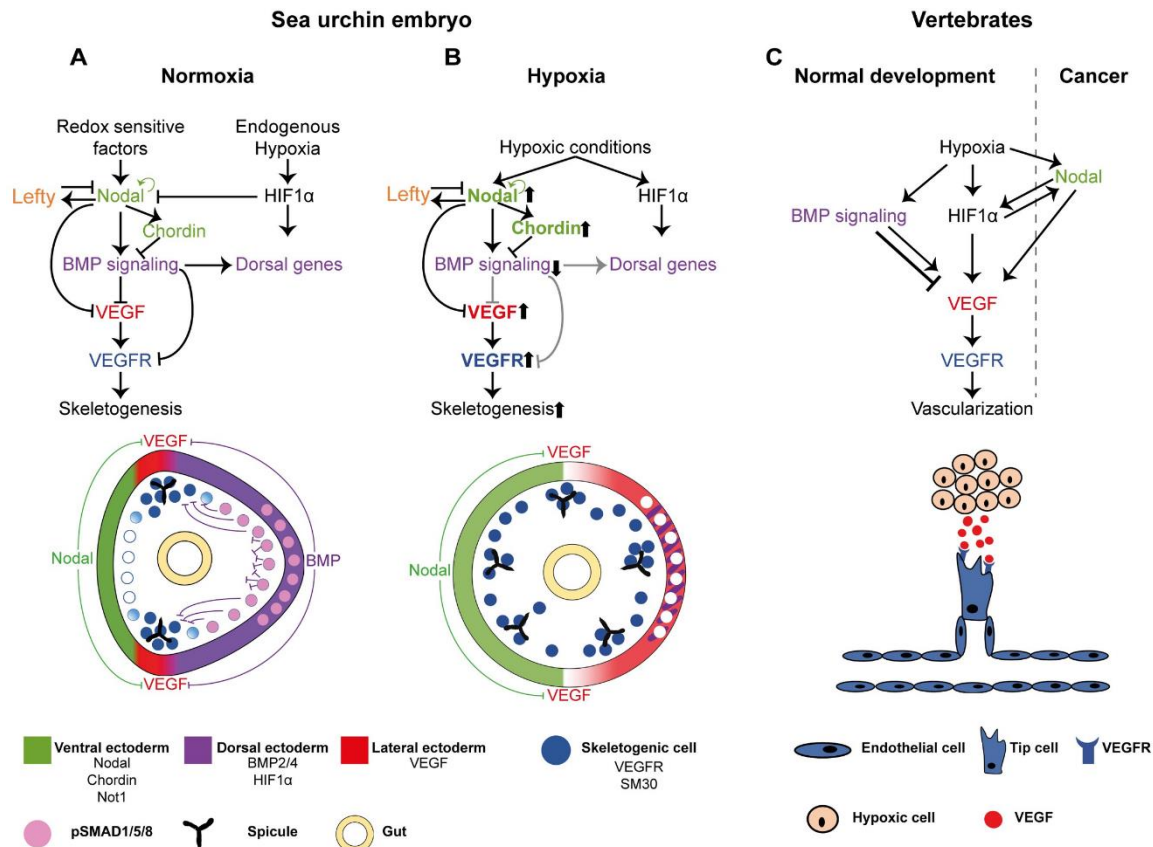 Sea urchin embryo
Vertebrates
A
Normoxia
B
Hypoxia
C
Normal development
Cancer
Redox sensitive
factors
Endogenous
Hypoxia
Lefty
Nodal
HIF1α
Chordin
BMP signaling
Dorsal genes
VEGF
VEGFR
Skeletogenesis
Hypoxic conditions
Lefty
Nodal
HIF1α
Chordin
BMP signaling
Dorsal genes
VEGF
VEGFR
Skeletogenesis
Hypoxia
Nodal
BMP signaling
HIF1α
VEGF
VEGFR
Vascularization
VEGF
Nodal
BMP
VEGF
VEGF
Nodal
VEGF
Ventral ectoderm
Nodal
Chordin
Not1
Dorsal ectoderm
BMP2/4
HIF1α
Lateral ectoderm
VEGF
Skeletogenic cell
VEGFR
SM30
pSMAD1/5/8
Spicule
Gut
Endothelial cell
Tip cell
VEGFR
Hypoxic cell
VEGF